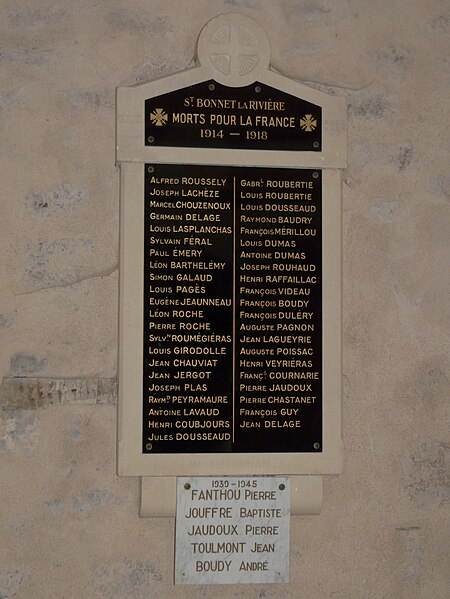 ST BONNET LA RIVIÈRE
MORTS POUR LA FRANCE
1914 — 1918
ALFRED ROUSSELY
JOSEPH LACHÈZE
MARCEL CHOUZENOUX
GERMAIN DELAGE
LOUIS LASPLANCHAS
SYLVAIN FÉRAL
PAUL ÉMERY
LÉON BARTHELÉMY
SIMON GALAUD
LOUIS PAGÈS
EUGÈNE JEAUNNEAU
LÉON ROCHE
PIERRE ROCHE
SYLVN ROUMÉGIÉRAS
LOUIS GIRODOLLE
JEAN CHAUVIAT
JEAN JERGOT
JOSEPH PLAS
RAYMD PEYRAMAURE
ANTOINE LAVAUD
HENRI COUBJOURS
JULES DOUSSEAUD
GABRL ROUBERTIE
LOUIS ROUBERTIE
LOUIS DOUSSEAUD
RAYMOND BAUDRY
FRANÇOIS MÉRILLOU
LOUIS DUMAS
ANTOINE DUMAS
JOSEPH ROUHAUD
HENRI RAFFAILLAC
FRANÇOIS VIDEAU
FRANÇOIS BOUDY
FRANÇOIS DULÉRY
AUGUSTE PAGNON
JEAN LAGUEYRIE
AUGUSTE POISSAC
HENRI VEYRIÉRAS
FRANÇS COURNARIE
PIERRE JAUDOUX
PIERRE CHASTANET
FRANÇOIS GUY
JEAN DELAGE
1939-1945
FANTHOU PIERRE
JOUFFRE BAPTISTE
JAUDOUX PIERRE
TOULMONT JEAN
BOUDY ANDRÉ